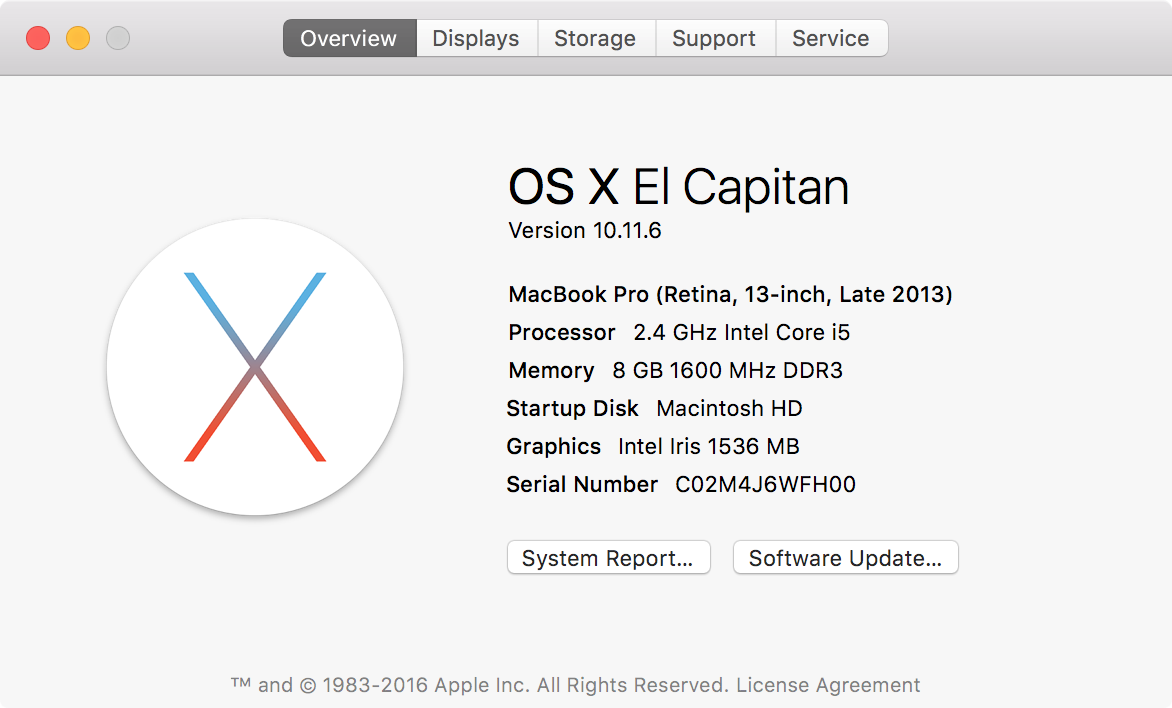 Overview Displays Storage Support Service
OS X El Capitan
Version 10.11.6
MacBook Pro (Retina, 13-inch, Late 2013)
Processor 2.4 GHz Intel Core i5
Memory 8 GB 1600 MHz DDR3
Startup Disk Macintosh HD
Graphics Intel Iris 1536 MB
Serial Number C02M4J6WFH00
System Report... Software Update...
™ and © 1983-2016 Apple Inc. All Rights Reserved. License Agreement